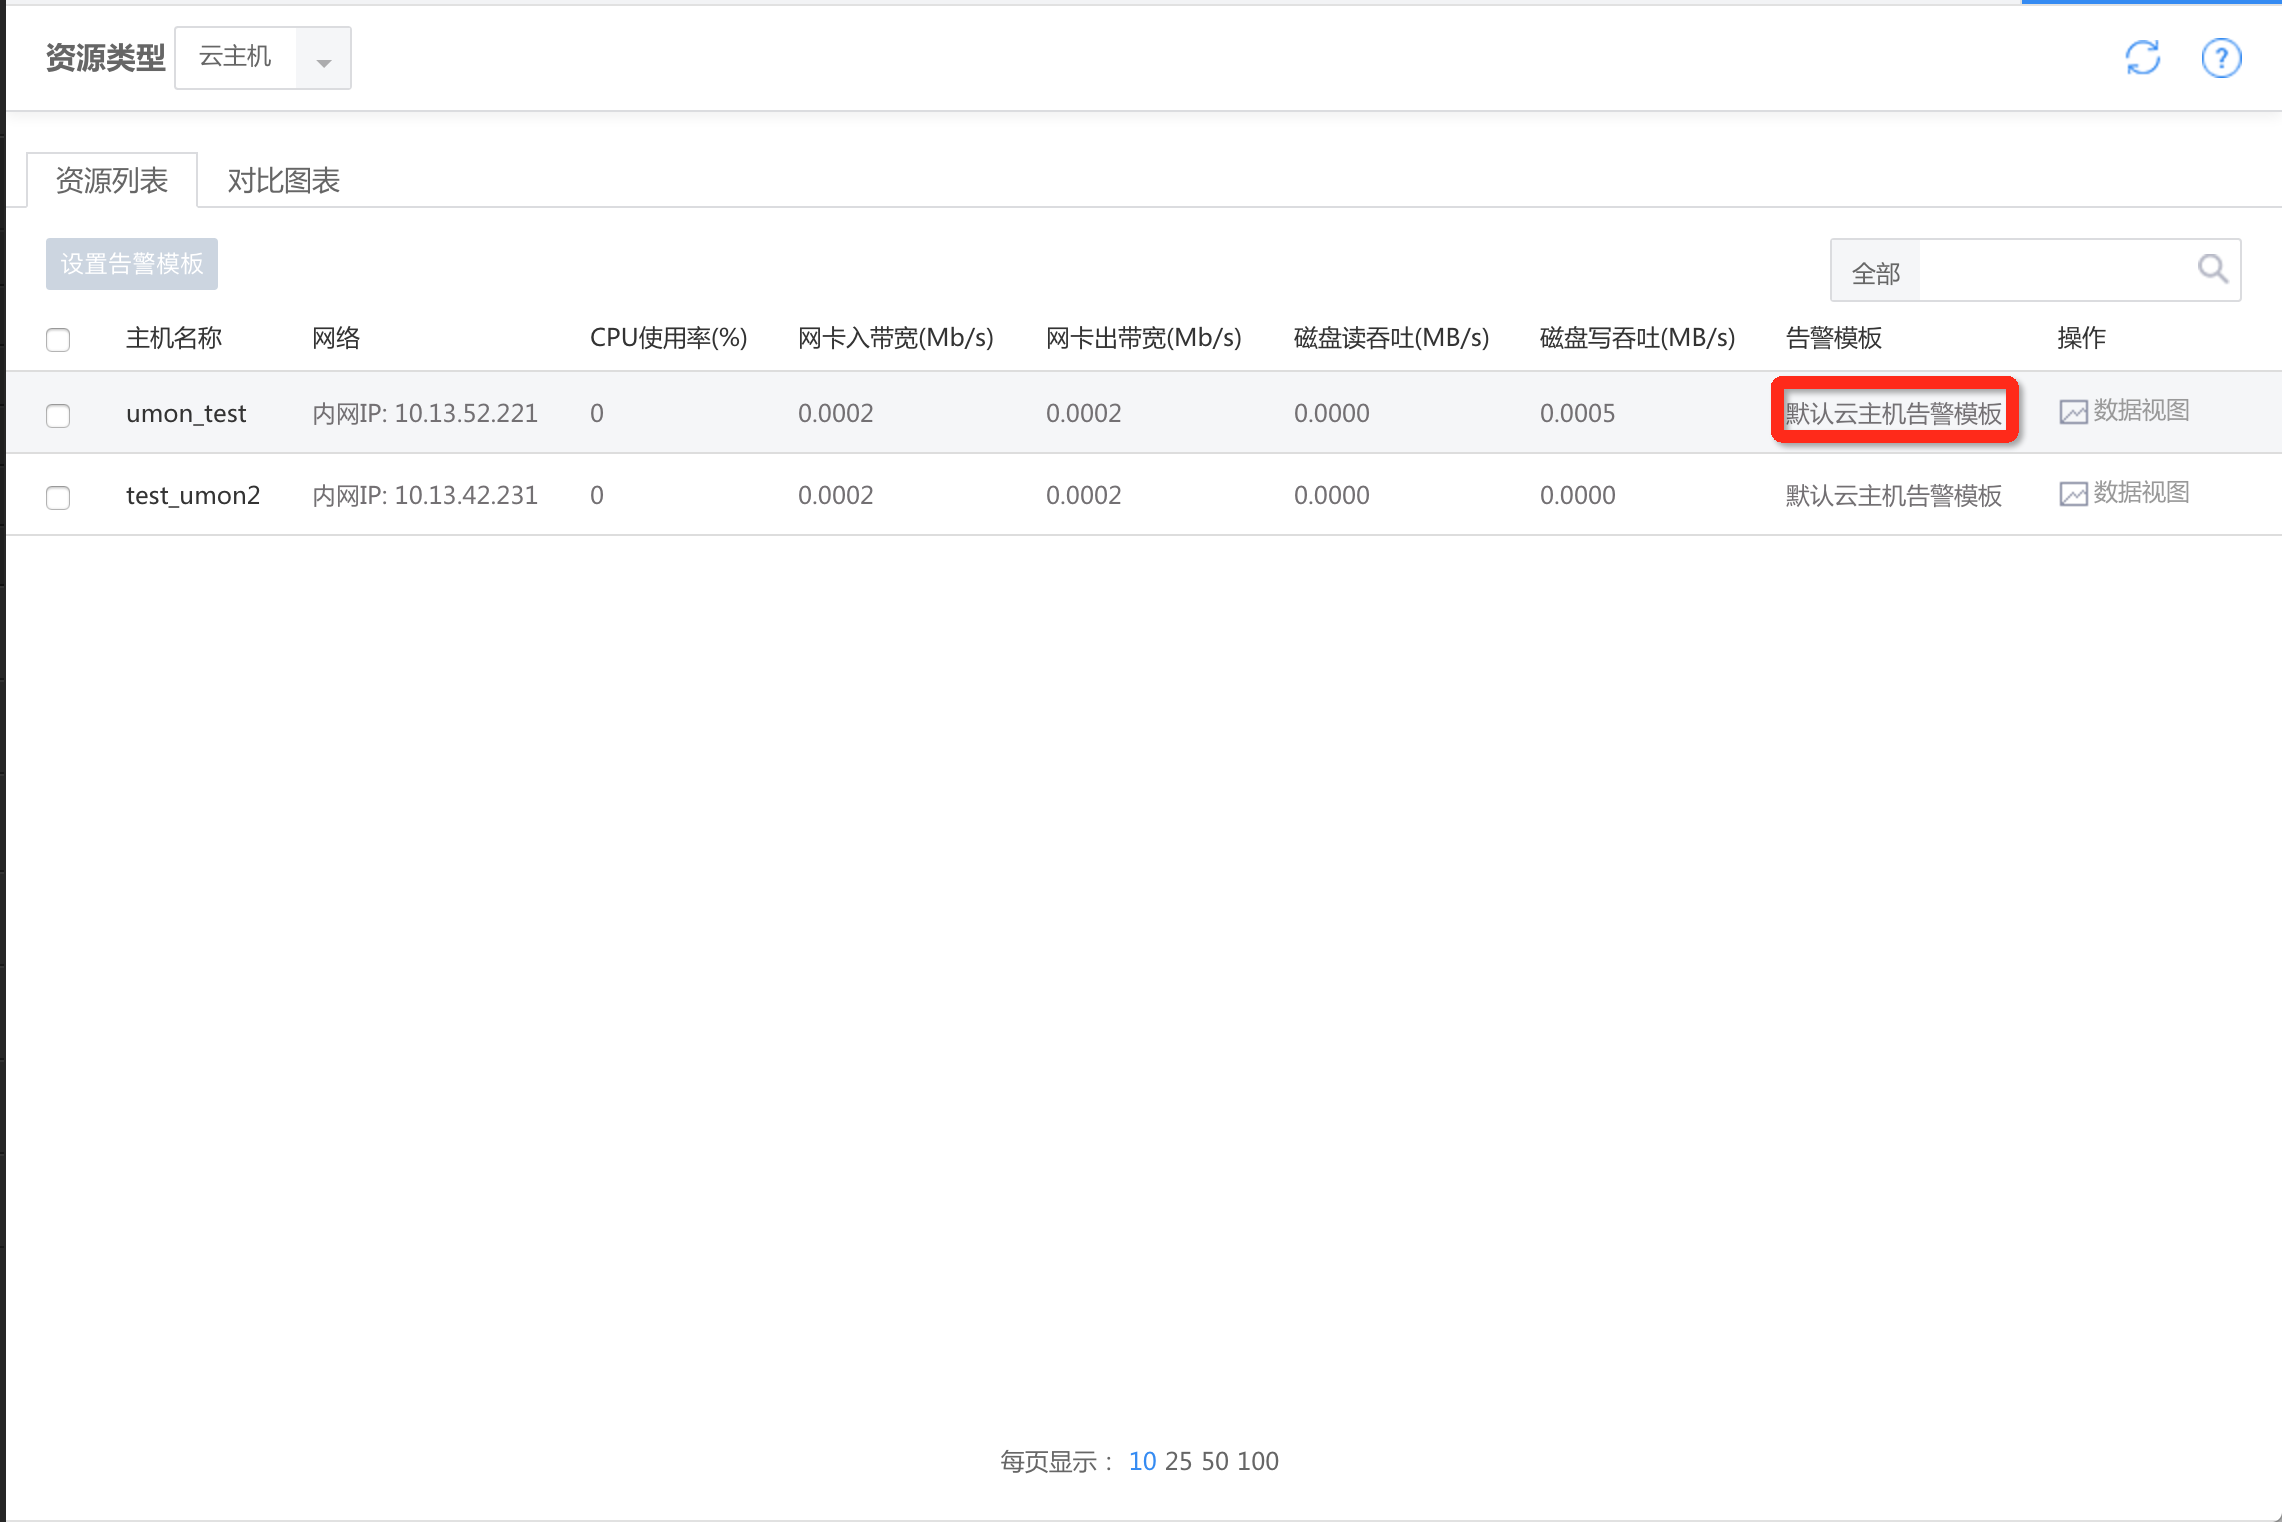 资源类型 云主机
资源列表 对比图表
设置告警模板 全部
主机名称 网络 CPU使用率(%) 网卡入带宽(Mb/s) 网卡出带宽(Mb/s) 磁盘读吞吐(MB/s) 磁盘写吞吐(MB/s) 告警模板 操作
umon_test 内网IP: 10.13.52.221 0 0.0002 0.0002 0.0000 0.0005 默认云主机告警模板 数据视图
test_umon2 内网IP: 10.13.42.231 0 0.0002 0.0002 0.0000 0.0000 默认云主机告警模板 数据视图
每页显示： 10 25 50 100